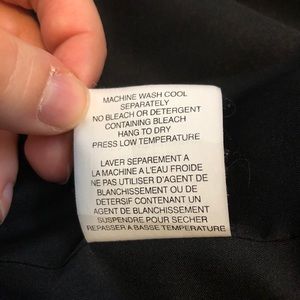 MACHINE WASH COOL
SEPARATELY
NO BLEACH OR DETERGENT
CONTAINING BLEACH
HANG TO DRY
PRESS LOW TEMPERATURE
LAVER SEPAREMENT A
LA MACHINE A L'EAU FROIDE
NE PAS UTILISER D'AGENT DE
BLANCHISSEMENT OU DE
DETERSIF CONTENANT UN
AGENT DE BLANCHISSEMENT
SUSPENDRE POUR SECHER
REPASSER A BASSE TEMPERATURE